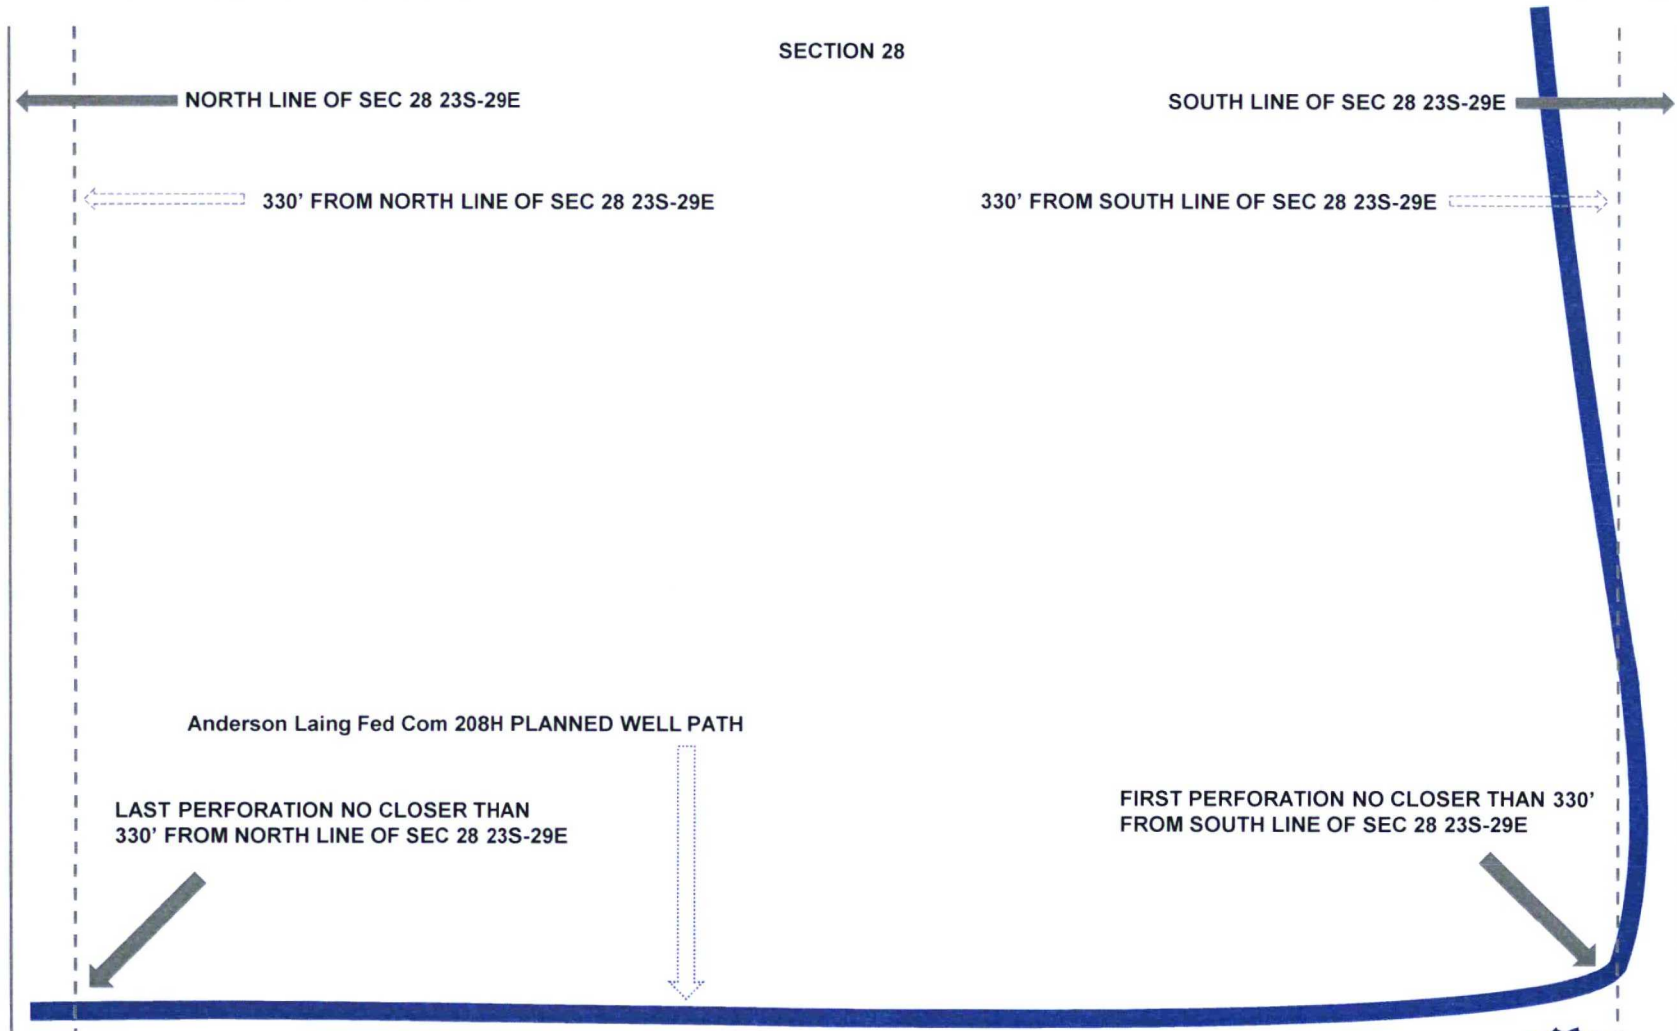 SECTION 28
NORTH LINE OF SEC 28 23S-29E
SOUTH LINE OF SEC 28 23S-29E
330' FROM NORTH LINE OF SEC 28 23S-29E
330' FROM SOUTH LINE OF SEC 28 23S-29E
Anderson Laing Fed Com 208H PLANNED WELL PATH
LAST PERFORATION NO CLOSER THAN
330' FROM NORTH LINE OF SEC 28 23S-29E
FIRST PERFORATION NO CLOSER THAN 330'
FROM SOUTH LINE OF SEC 28 23S-29E